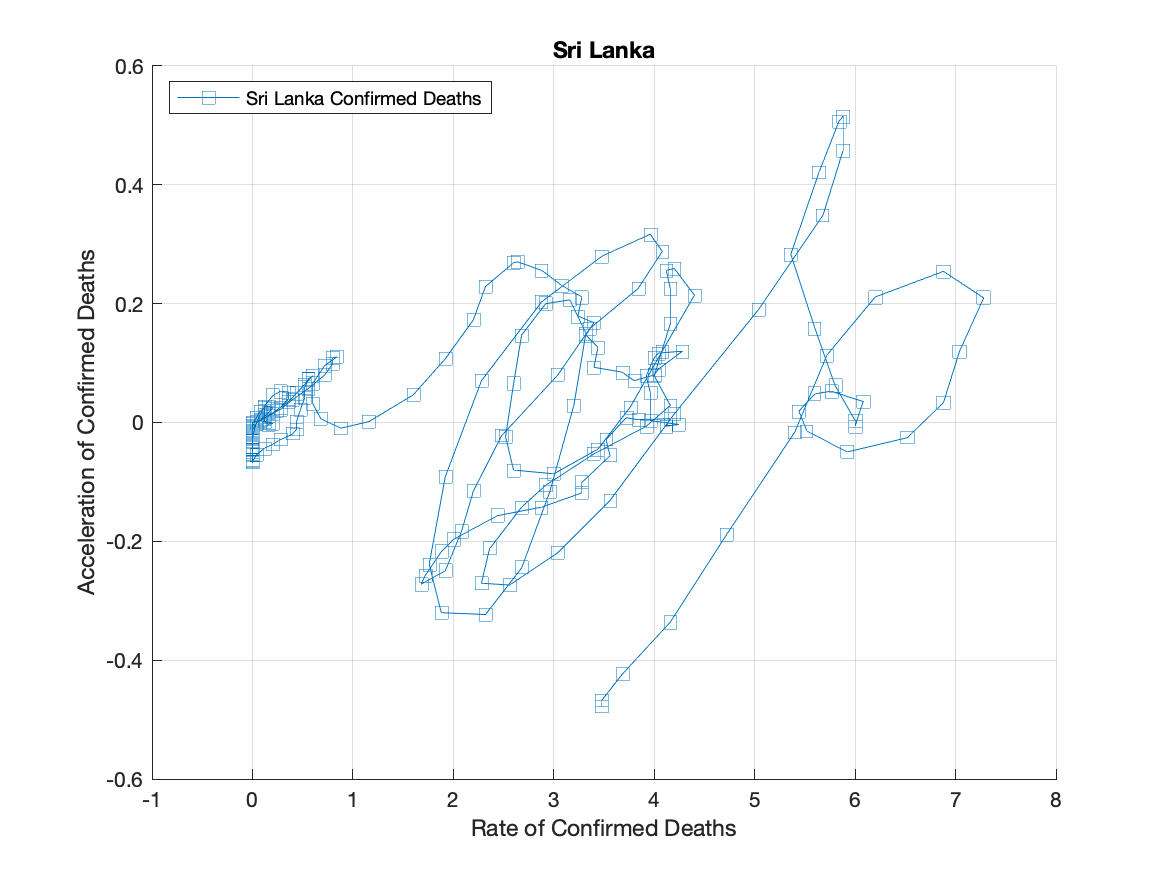 Sri Lanka
Sri Lanka Confirmed Deaths
0.6
0.4
0.2
0
-0.2
-0.4
-0.6
Acceleration of Confirmed Deaths
-1 0 1 2 3 4 5 6 7 8
Rate of Confirmed Deaths